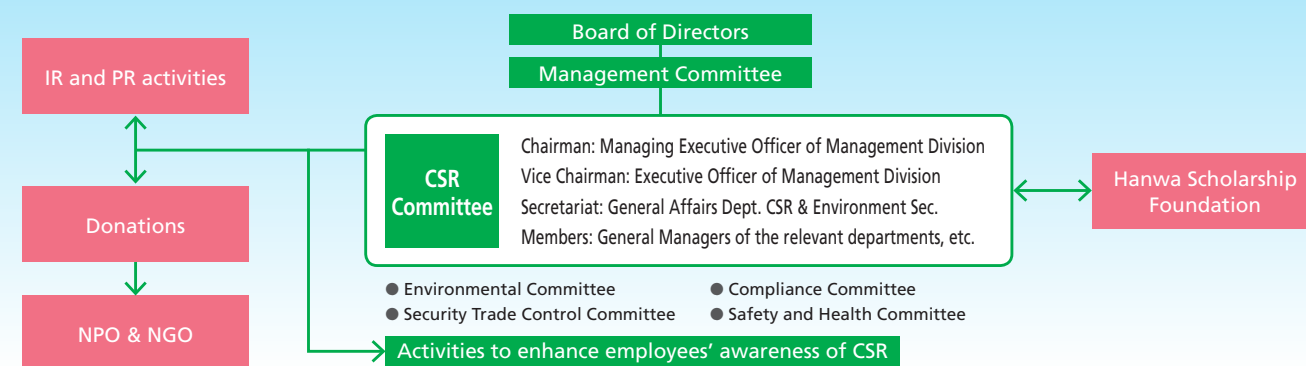 Board of Directors
Management Committee
IR and PR activities
Donations
NPO & NGO
CSR
Committee
Chairman: Managing Executive Officer of Management Division
Vice Chairman: Executive Officer of Management Division
Secretariat: General Affairs Dept. CSR & Environment Sec.
Members: General Managers of the relevant departments, etc.
Hanwa Scholarship
Foundation
● Environmental Committee
● Compliance Committee
● Security Trade Control Committee
● Safety and Health Committee
Activities to enhance employees’ awareness of CSR